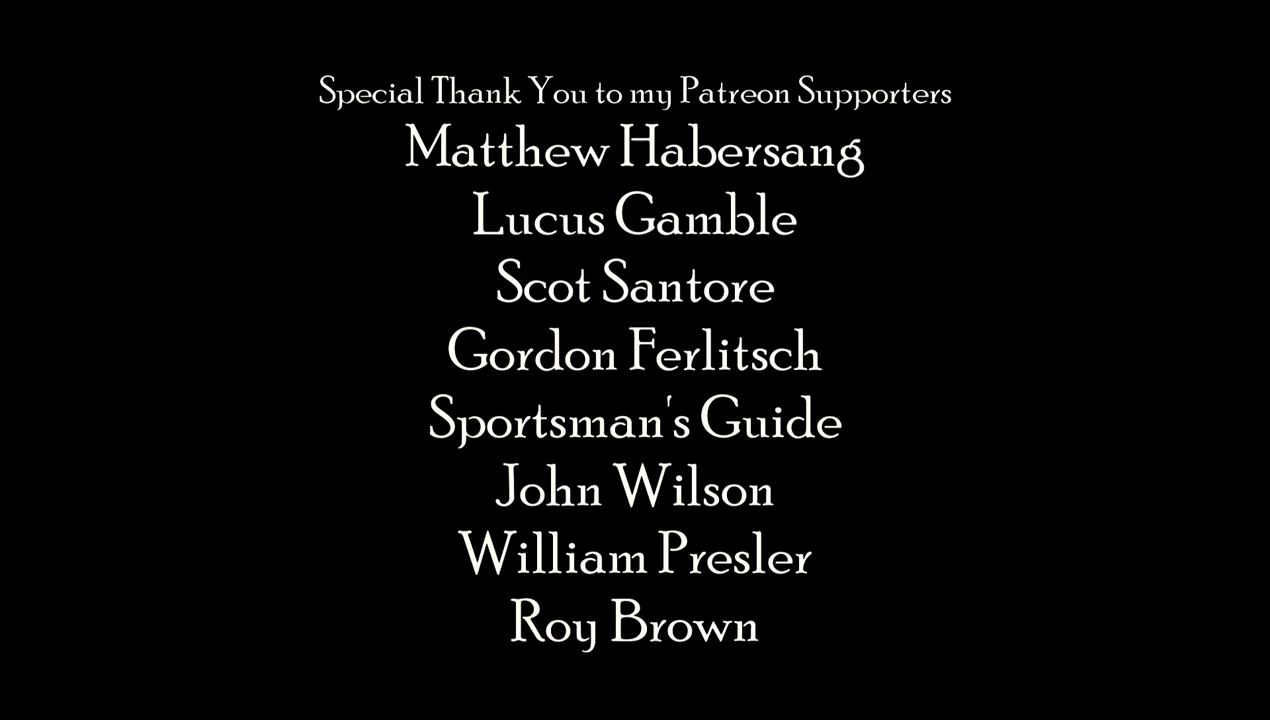 Special Thank You to my Patreon Supporters
Matthew Habersang
Lucus Gamble
Scot Santore
Gordon Ferlitsch
Sportsman's Guide
John Wilson
William Presler
Roy Brown